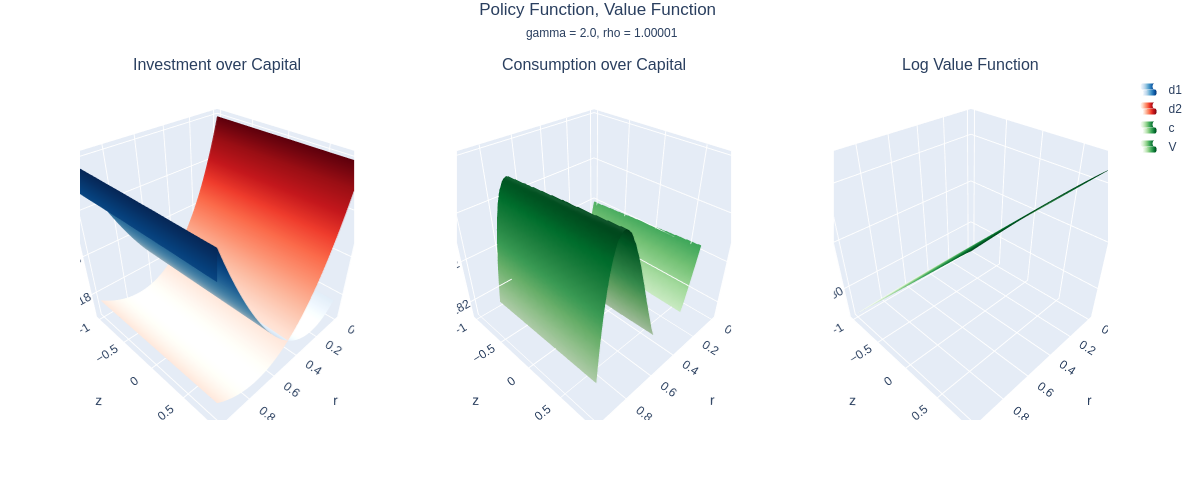 Policy Function, Value Function
gamma = 2.0, rho = 1.00001
Investment over Capital
Consumption over Capital
Log Value Function
d1
d2
c
V
−1
−0.5
0
0.5
z
0.2
0.4
0.6
0.8
r
−1
−0.5
0
0.5
z
0.2
0.4
0.6
0.8
r
−1
−0.5
0
0.5
z
0.2
0.4
0.6
0.8
r